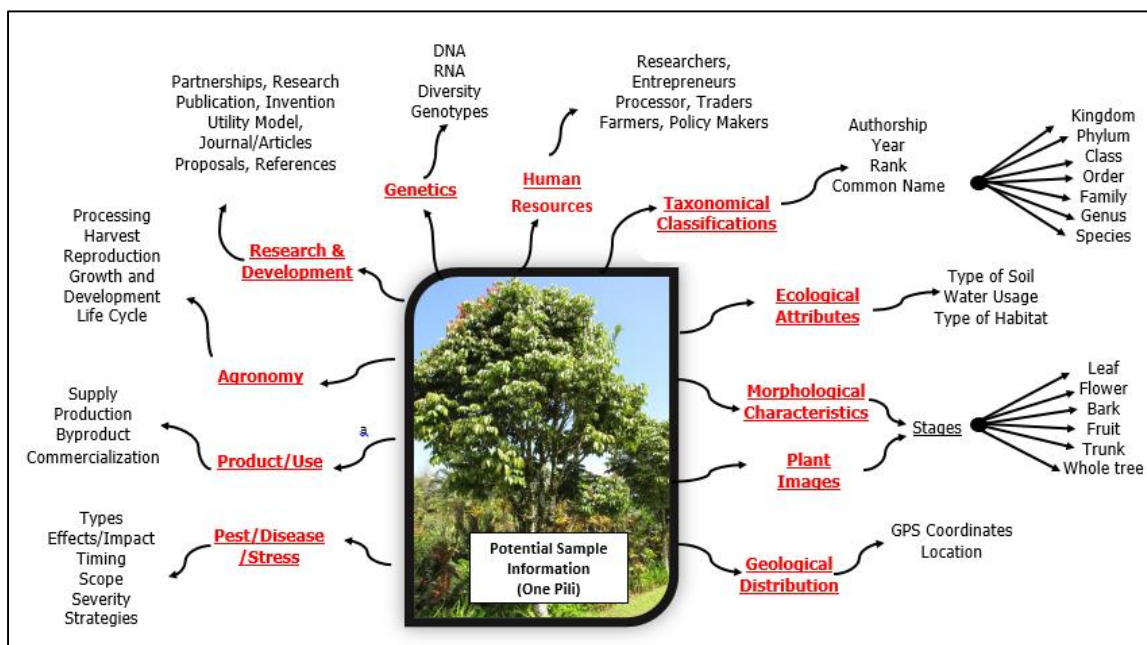 DNA
RNA
Diversity
Genotypes
Genetics
Partnerships, Research
Publication, Invention
Utility Model,
Journal/Articles
Proposals, References
Research &
Development
Researchers,
Entrepreneurs
Processor, Traders
Farmers, Policy Makers
Human
Resources
Authorship
Year
Rank
Common Name
Taxonomical
Classifications
Kingdom
Phylum
Class
Order
Family
Genus
Species
Processing
Harvest
Reproduction
Growth and
Development
Life Cycle
Agronomy
Ecological
Attributes
Type of Soil
Water Usage
Type of Habitat
Supply
Production
Byproduct
Commercialization
a
Product/Use
Morphological
Characteristics
Plant
Images
Stages
Leaf
Flower
Bark
Fruit
Trunk
Whole tree
Types
Effects/Impact
Timing
Scope
Severity
Strategies
Pest/Disease
/Stress
Potential Sample
Information
(One Pili)
Geological
Distribution
GPS Coordinates
Location